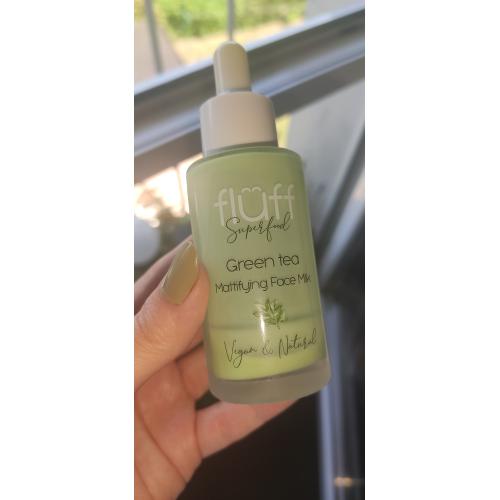 flüff
Superfood
Green tea
Mattifying Face Milk
Vegan & Natural